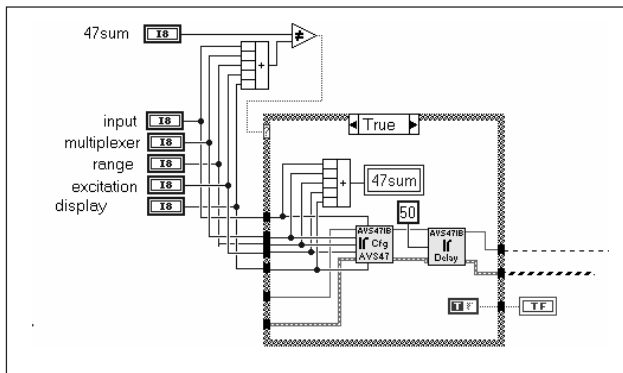 47sum I8
≠
+
input I8
multiplexer I8
range I8
excitation I8
display I8
True
?
+
47sum
50
AVS47IB
Cfg
AVS47
AVS47IB
Delay
T F
TF